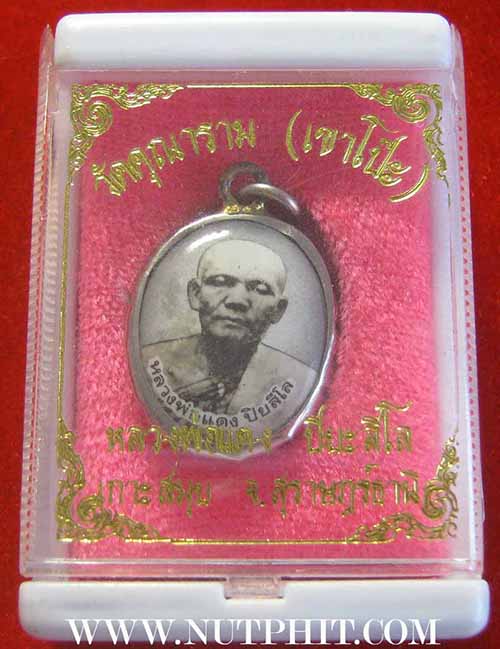 วัดคุณาราม (เขาโป๊ะ)
หลวงพ่อแดง ปิยสีโล
หลวงพ่อแดง ปิยะสีโล
เกาะสมุย จ.สุราษฎร์ธานี
WWW.NUTPHIT.COM